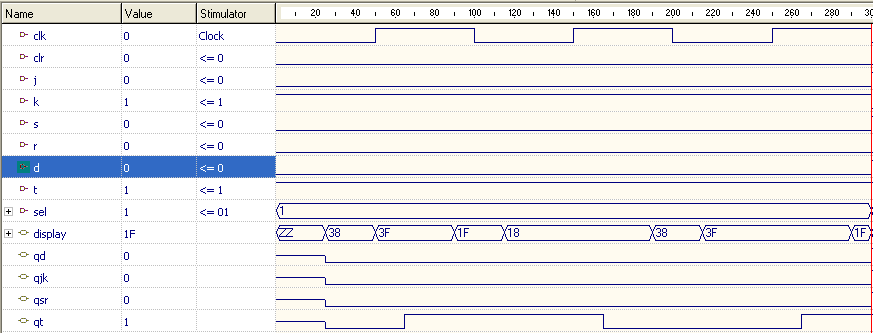 Name Value Stimulator 20 40 60 80 100 120 140 160 180 200 220 240 260 280 30
clk 0 Clock
clr 0 <= 0
j 0 <= 0
k 1 <= 1
s 0 <= 0
r 0 <= 0
d 0 <= 0
t 1 <= 1
sel 1 <= 01 1
display 1F ZZ 38 3F 1F 18 38 3F 1F
qd 0
qjk 0
qsr 0
qt 1